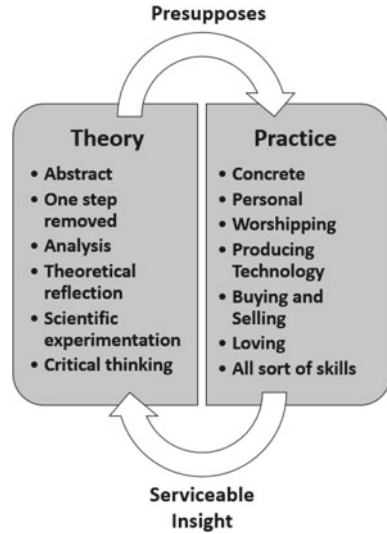 Presupposes
Theory
• Abstract
• One step
removed
• Analysis
• Theoretical
reflection
• Scientific
experimentation
• Critical thinking
Practice
• Concrete
• Personal
• Worshipping
• Producing
Technology
• Buying and
Selling
• Loving
• All sort of skills
Serviceable
Insight